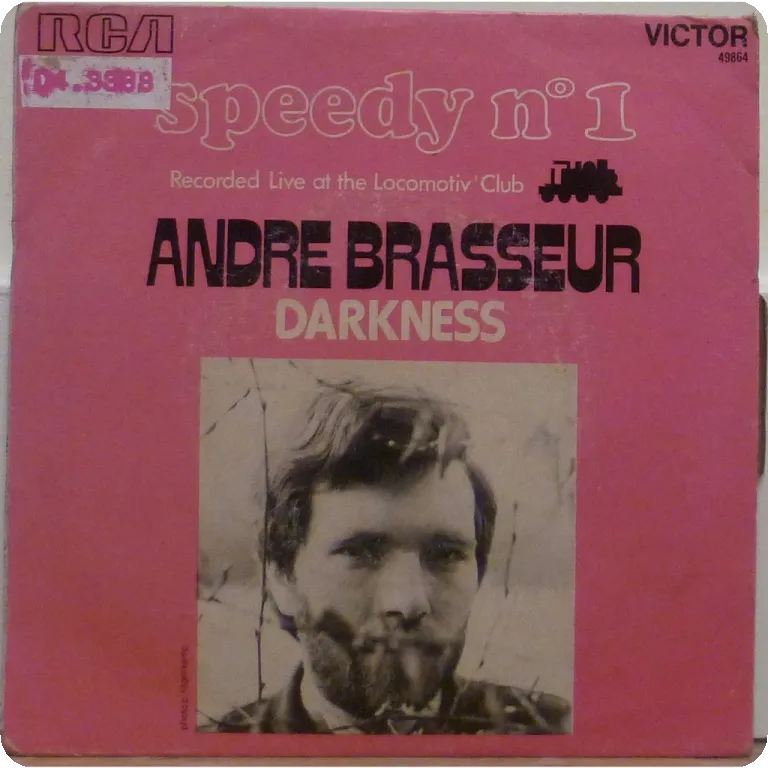 RCA
VICTOR
49864
speedy n° 1
Recorded Live at the Locomotiv' Club
ANDRE BRASSEUR
DARKNESS